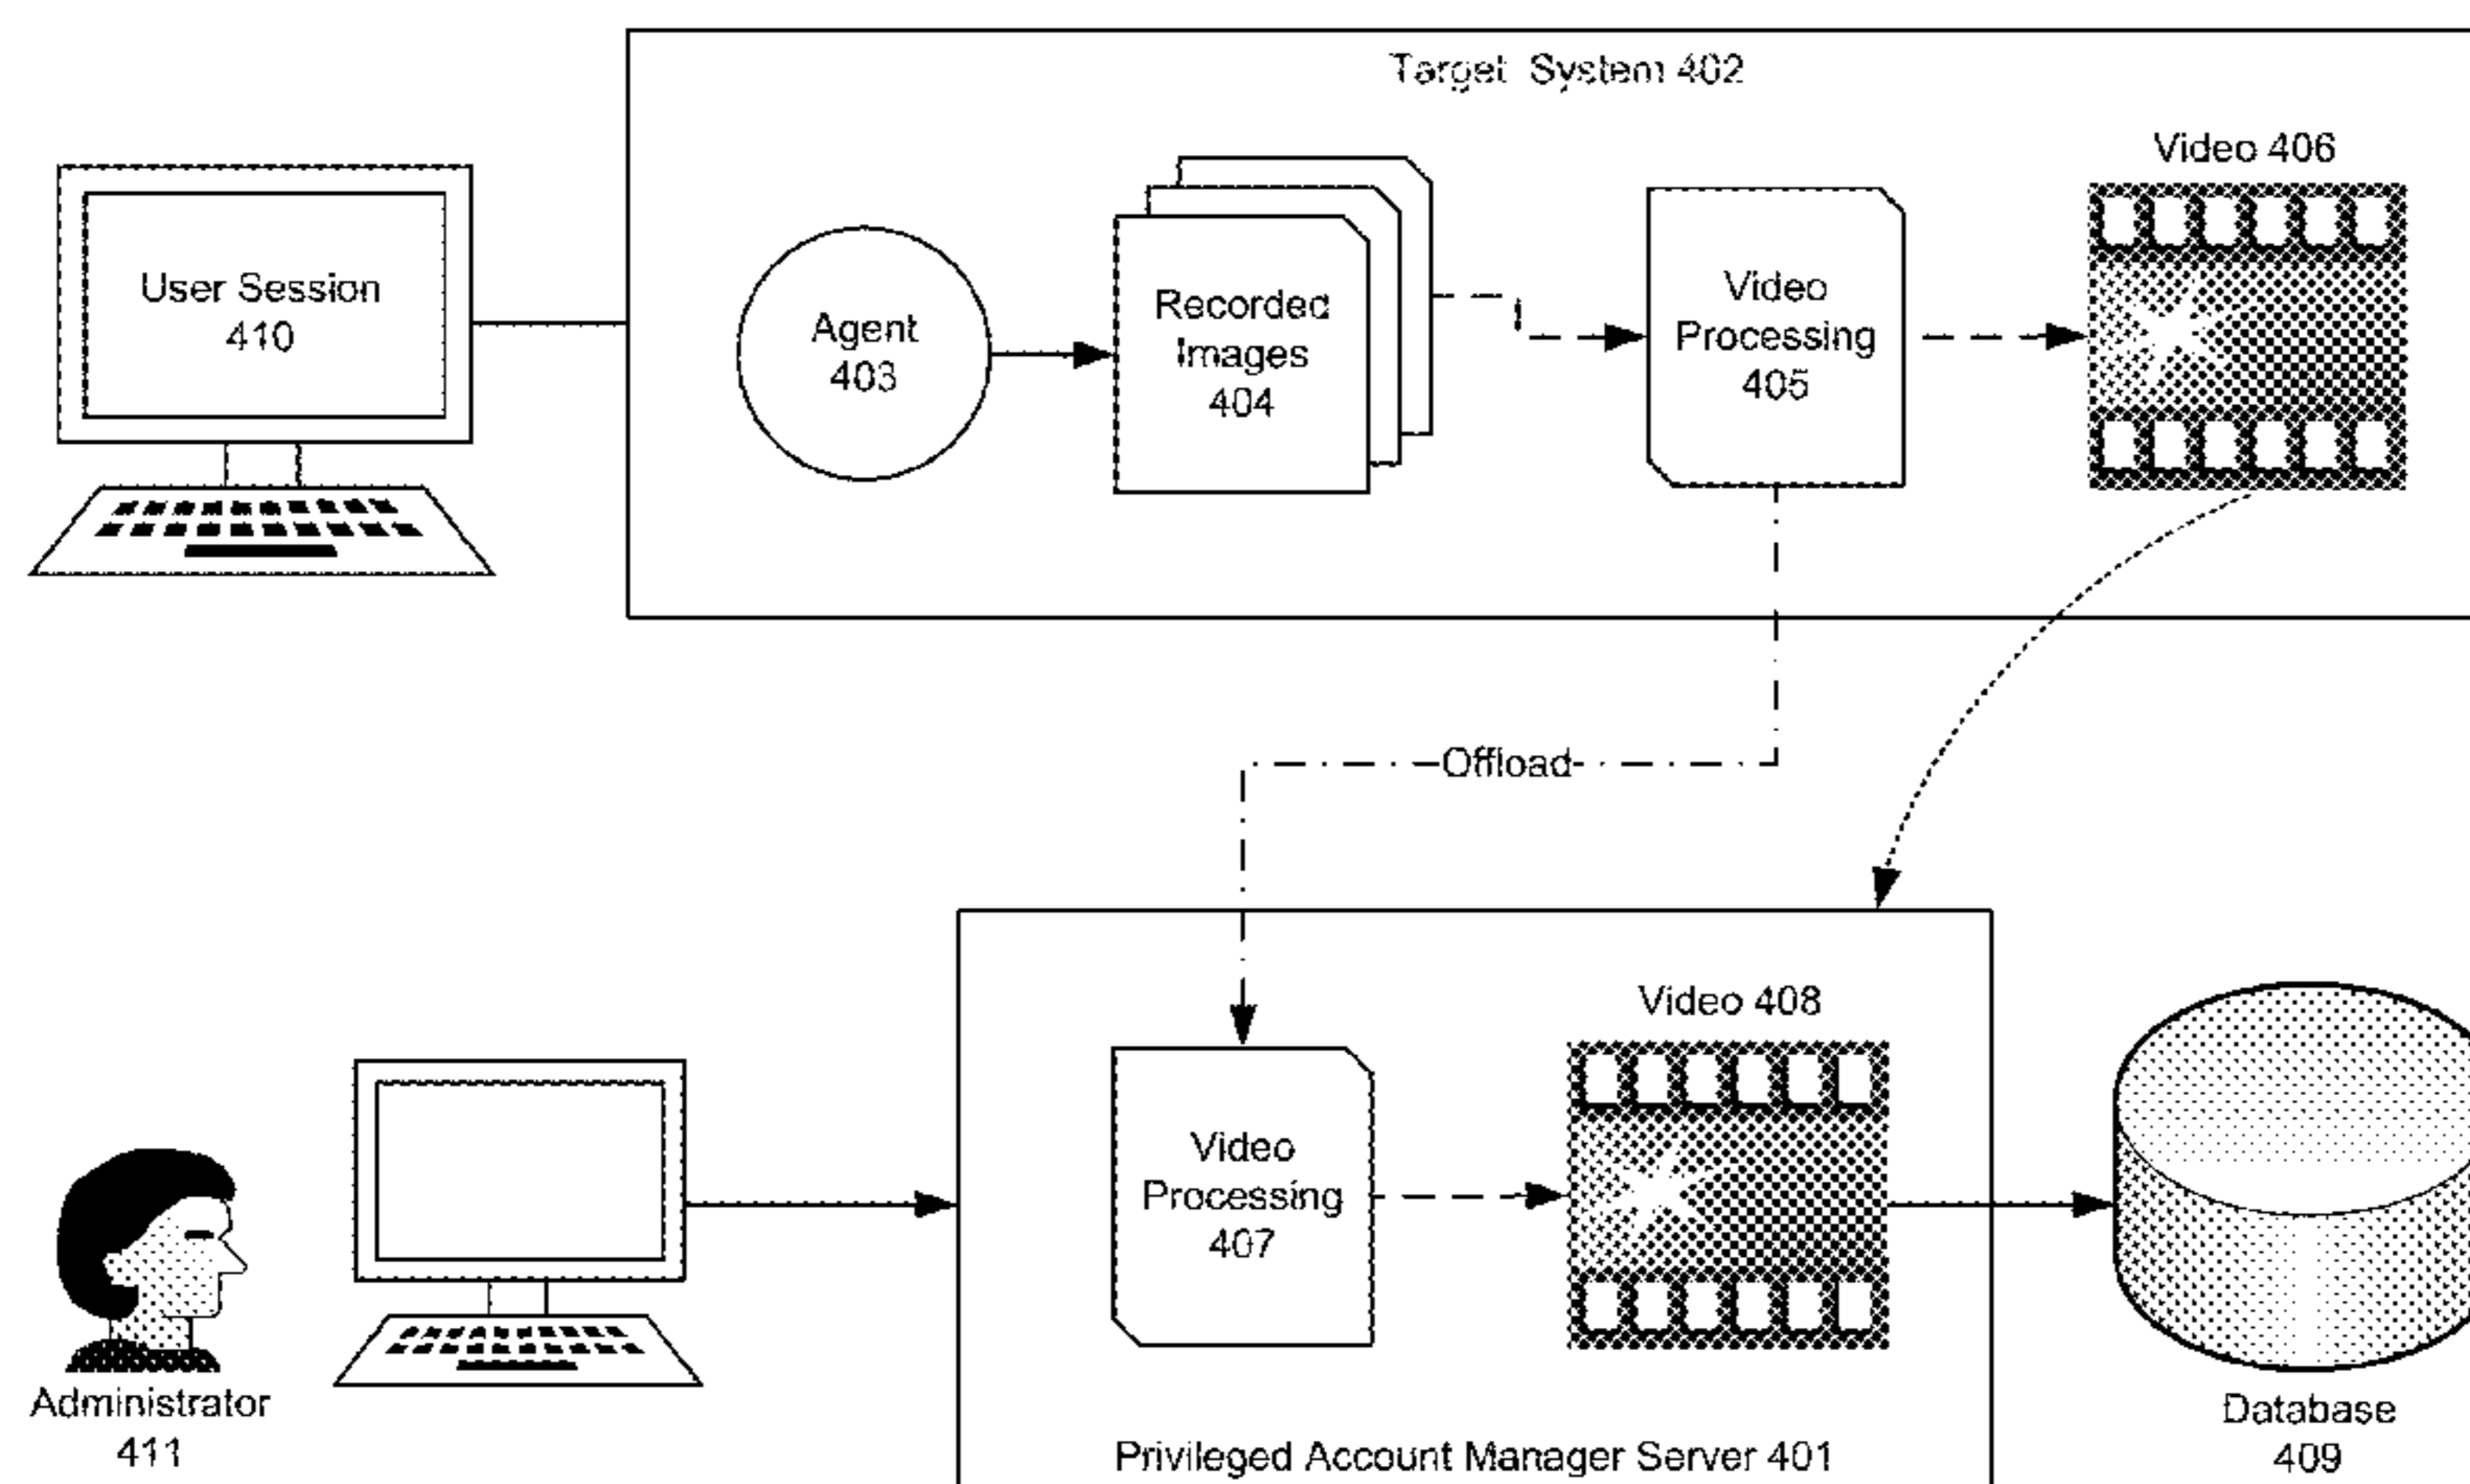 Target System 402
Video 406
User Session
410
Agent
403
Recorded
Images
404
Video
Processing
405
Offload
Video 408
Video
Processing
407
Administrator
411
Privileged Account Manager Server 401
Database
409